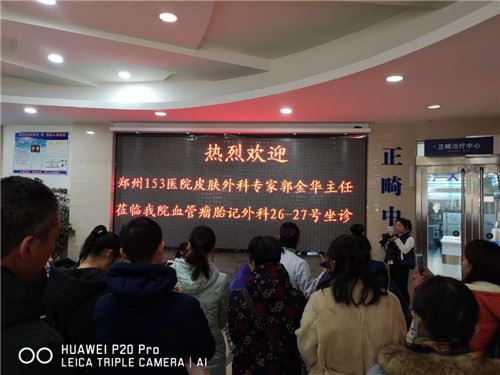 热烈欢迎
郑州153医院皮肤外科专家郭金华主任
莅临我院血管瘤胎记外科26-27号坐诊
正畸中
正畸治疗中心
HUAWEI P20 Pro
LEICA TRIPLE CAMERA | AI